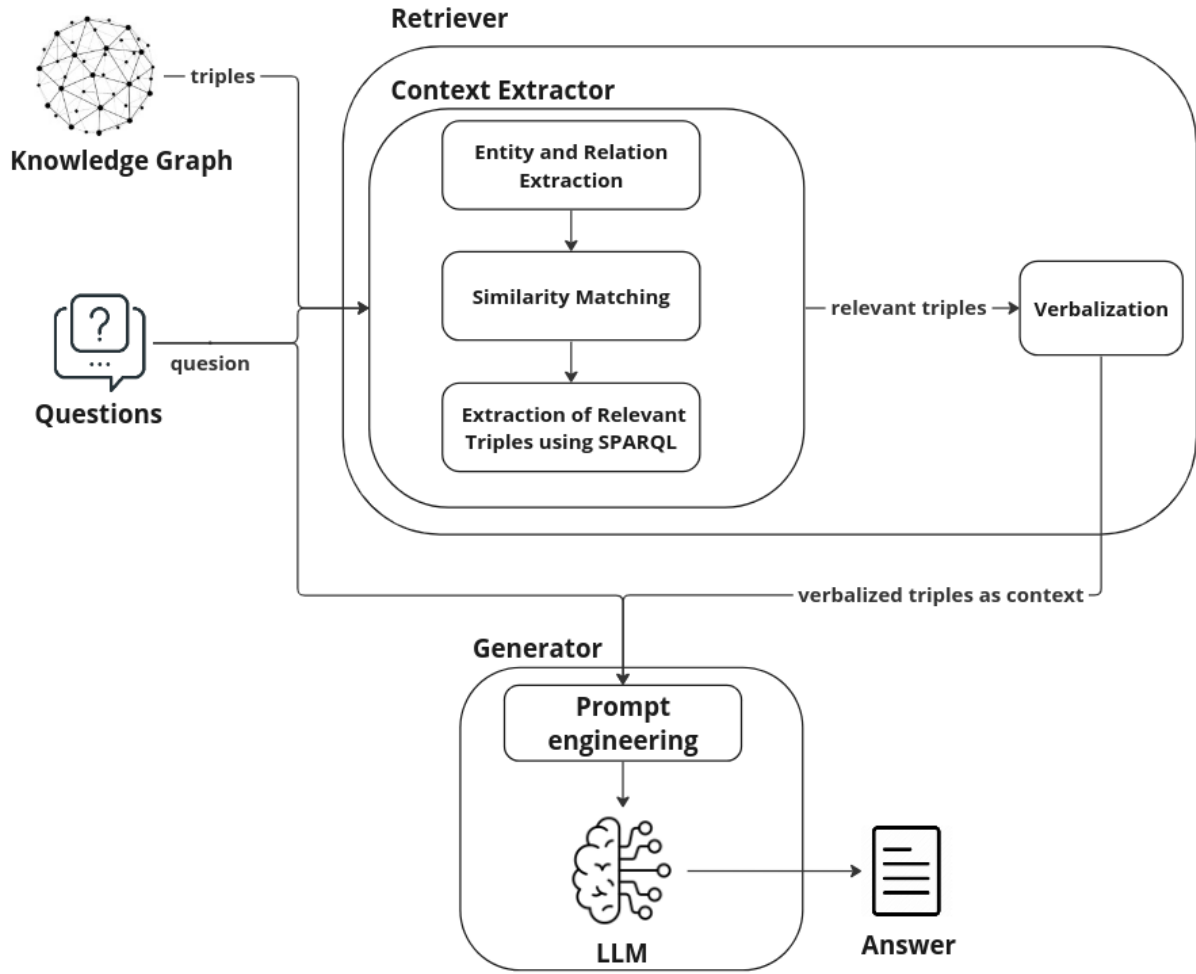 Retriever
Context Extractor
triples
Knowledge Graph
Entity and Relation
Extraction
Similarity Matching
relevant triples
Verbalization
quesion
Questions
Extraction of Relevant
Triples using SPARQL
verbalized triples as context
Generator
Prompt
engineering
LLM
Answer